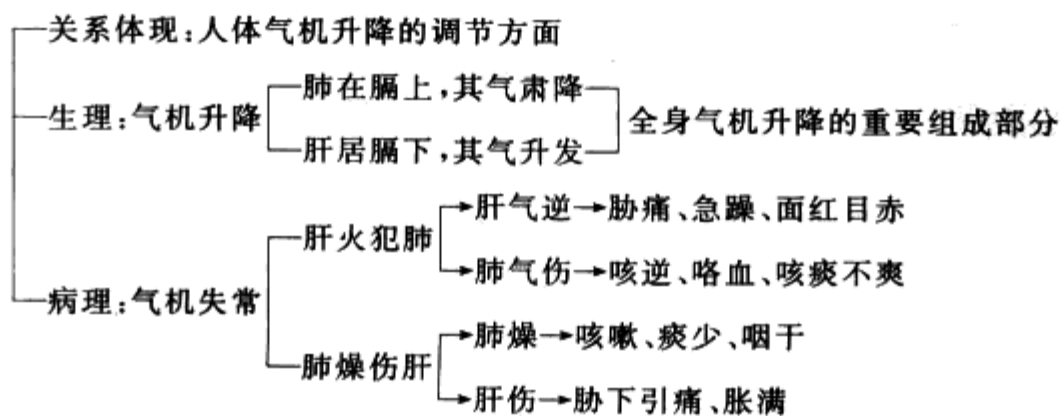 关系体现:人体气机升降的调节方面
生理:气机升降
肺在膈上,其气肃降
肝居膈下,其气升发
全身气机升降的重要组成部分
病理:气机失常
肝火犯肺
肝气逆→胁痛、急躁、面红目赤
肺气伤→咳逆、咯血、咳痰不爽
肺燥伤肝
肺燥→咳嗽、痰少、咽干
肝伤→胁下引痛、胀满